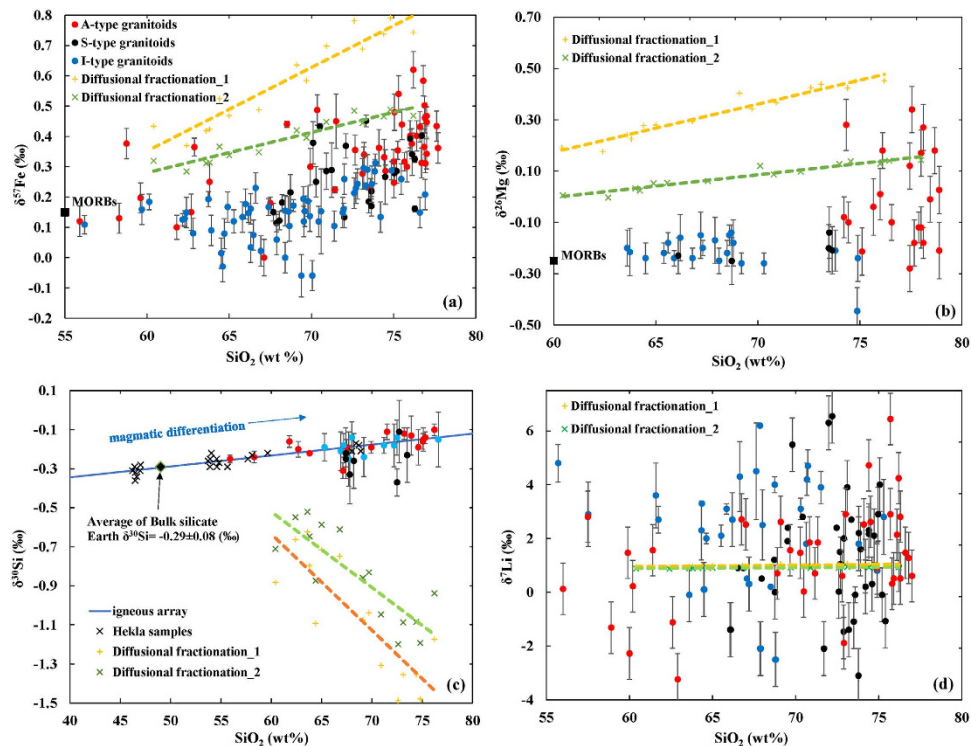 0.8
0.7
0.6
0.5
0.4
0.3
0.2
0.1
0.0
-0.1
-0.2
δ⁵⁷Fe (‰)
A-type granitoids
S-type granitoids
I-type granitoids
Diffusional fractionation_1
Diffusional fractionation_2
MORBs
(a)
55 60 65 70 75 80
SiO₂ (wt %)
0.70
0.50
0.30
0.10
-0.10
-0.30
-0.50
δ²⁶Mg (‰)
Diffusional fractionation_1
Diffusional fractionation_2
MORBs
(b)
60 65 70 75 80
SiO₂ (wt%)
0.1
-0.1
-0.3
-0.5
-0.7
-0.9
-1.1
-1.3
-1.5
δ³⁰Si (‰)
magmatic differentiation
Average of Bulk silicate
Earth δ³⁰Si= -0.29±0.08 (‰)
igneous array
Hekla samples
Diffusional fractionation_1
Diffusional fractionation_2
(c)
40 45 50 55 60 65 70 75 80
SiO₂ (wt%)
6
4
2
0
-2
-4
δ⁷Li (‰)
Diffusional fractionation_1
Diffusional fractionation_2
(d)
55 60 65 70 75 80
SiO₂ (wt%)